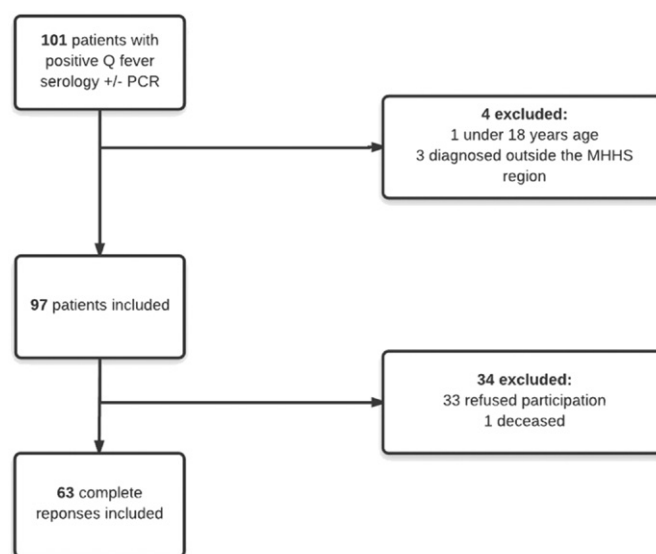 101 patients with
positive Q fever
serology +/- PCR
4 excluded:
1 under 18 years age
3 diagnosed outside the MHHS
region
97 patients included
34 excluded:
33 refused participation
1 deceased
63 complete
reponses included